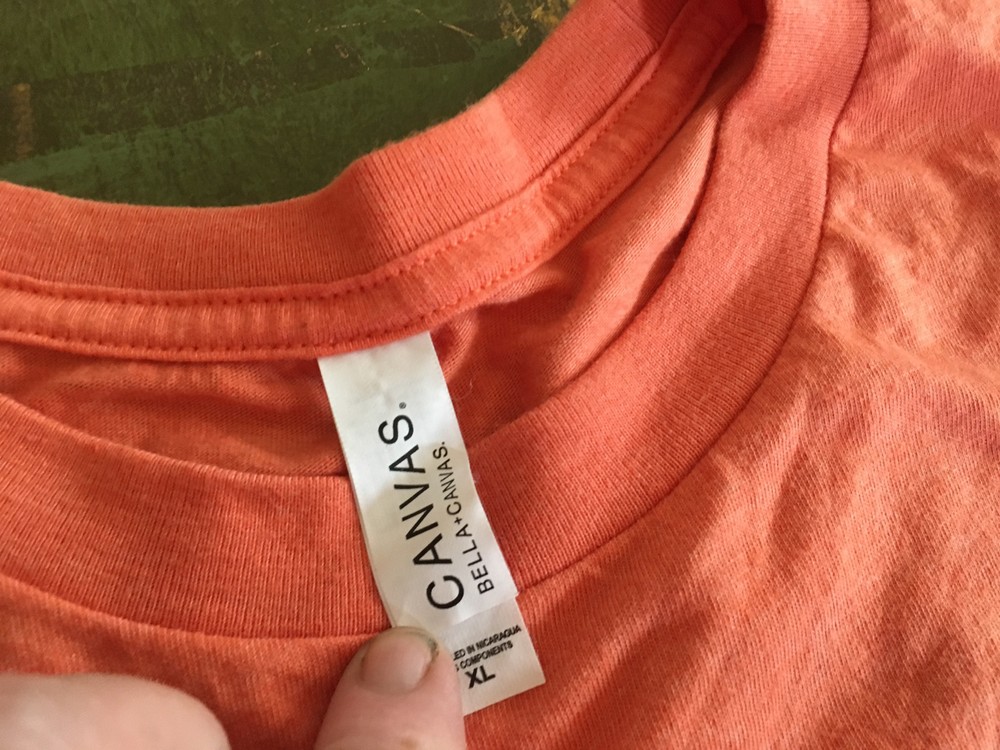 CANVAS.®
BELLA+CANVAS.
IN NICARAGUA
COMPONENTS
XL